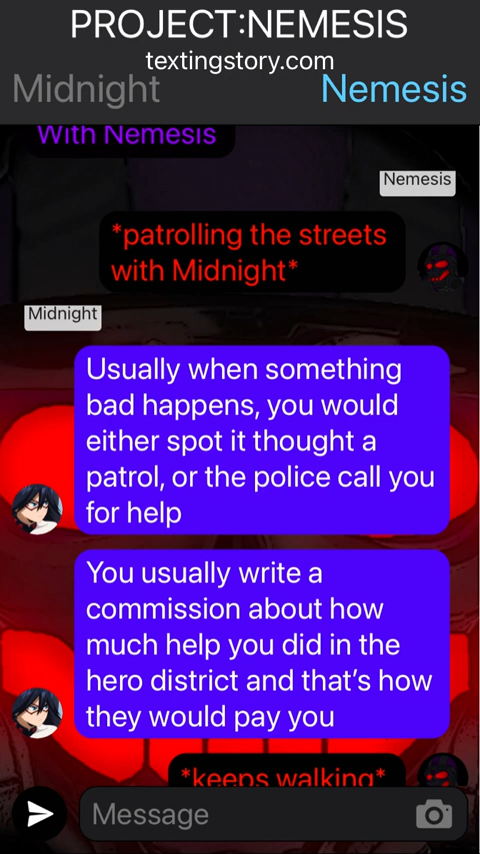 PROJECT:NEMESIS
textingstory.com
Midnight
Nemesis
With Nemesis
Nemesis
*patrolling the streets
with Midnight*
Midnight
Usually when something
bad happens, you would
either spot it thought a
patrol, or the police call you
for help
You usually write a
commission about how
much help you did in the
hero district and that's how
they would pay you
*keeps walking*
Message